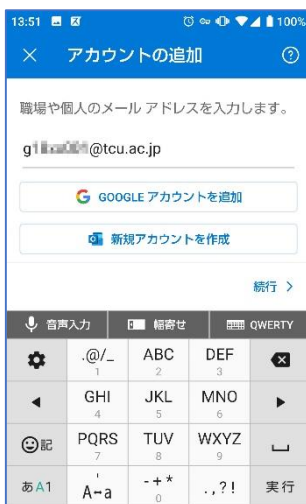 13:51 100%
アカウントの追加
職場や個人のメール アドレスを入力します。
@tcu.ac.jp
GOOGLE アカウントを追加
新規アカウントを作成
続行 >
音声入力 幅寄せ QWERTY
.@/_ ABC DEF
1 2 3
GHI JKL MNO
4 5 6
記 PQRS TUV WXYZ
7 8 9
あA1 A↔a -+* .,?! 実行
0